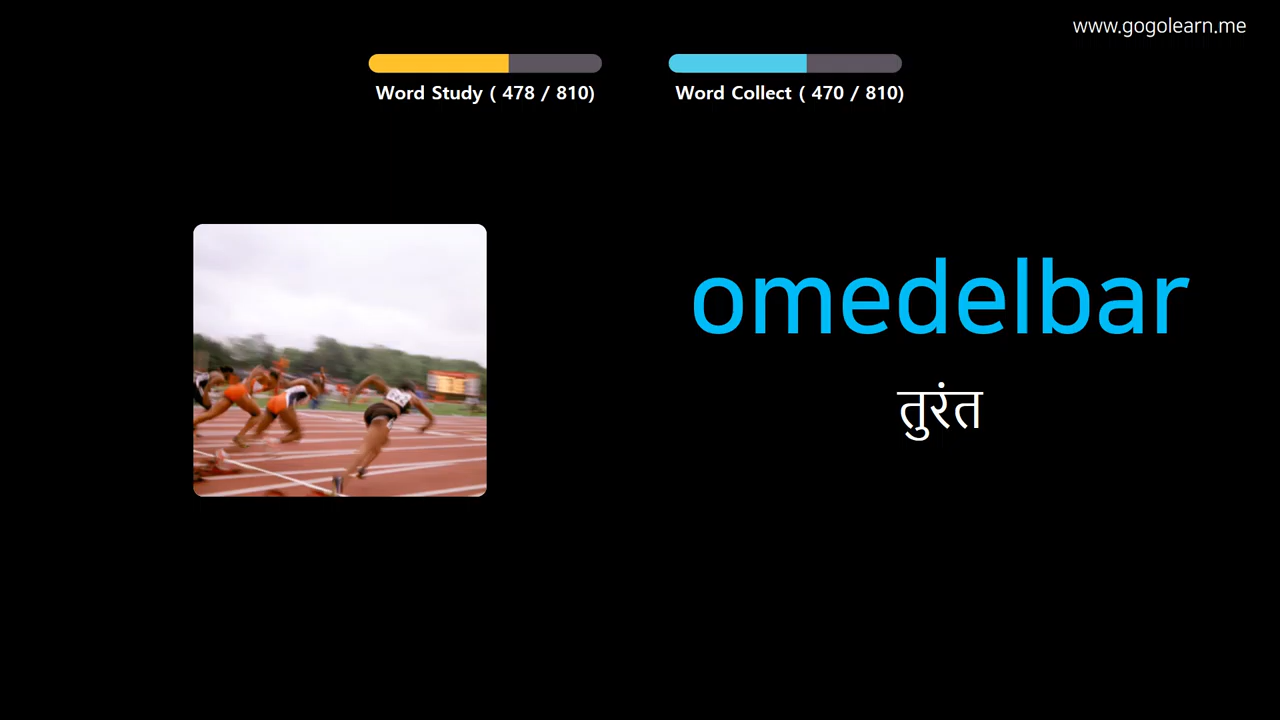 www.gogolearn.me
Word Study ( 478 / 810)
Word Collect ( 470 / 810)
omedelbar
तुरंत